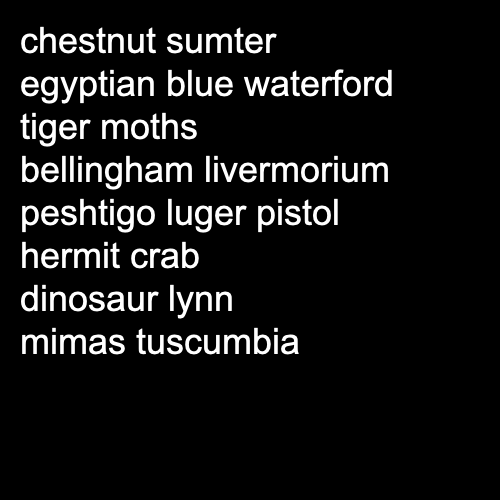 chestnut sumter
egyptian blue waterford
tiger moths
bellingham livermorium
peshtigo luger pistol
hermit crab
dinosaur lynn
mimas tuscumbia